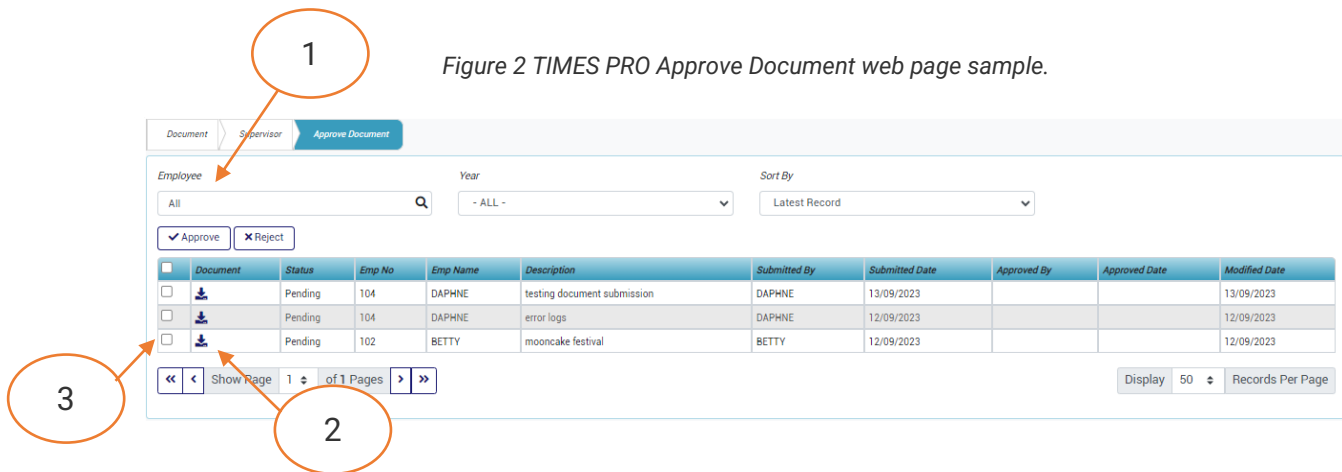 1
Figure 2 TIMES PRO Approve Document web page sample.
Document Supervisor Approve Document
Employee Year Sort By
All - ALL - Latest Record
Approve Reject
Document Status Emp No Emp Name Description Submitted By Submitted Date Approved By Approved Date Modified Date
Pending 104 DAPHNE testing document submission DAPHNE 13/09/2023 13/09/2023
Pending 104 DAPHNE error logs DAPHNE 12/09/2023 12/09/2023
Pending 102 BETTY mooncake festival BETTY 12/09/2023 12/09/2023
« ‹ Show Page 1 of 1 Pages › » Display 50 Records Per Page
3
2